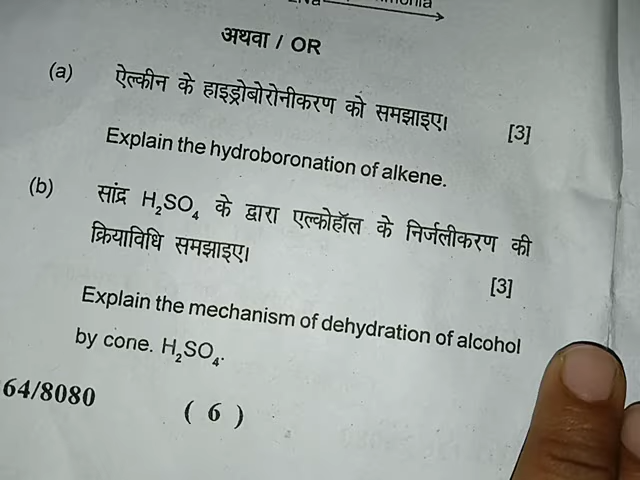 अथवा / OR
(a) ऐल्कीन के हाइड्रोबोरोनीकरण को समझाइए। [3]
Explain the hydroboronation of alkene.
(b) सांद्र H₂SO₄ के द्वारा एल्कोहॉल के निर्जलीकरण की
क्रियाविधि समझाइए। [3]
Explain the mechanism of dehydration of alcohol
by cone. H₂SO₄.
64/8080 ( 6 )